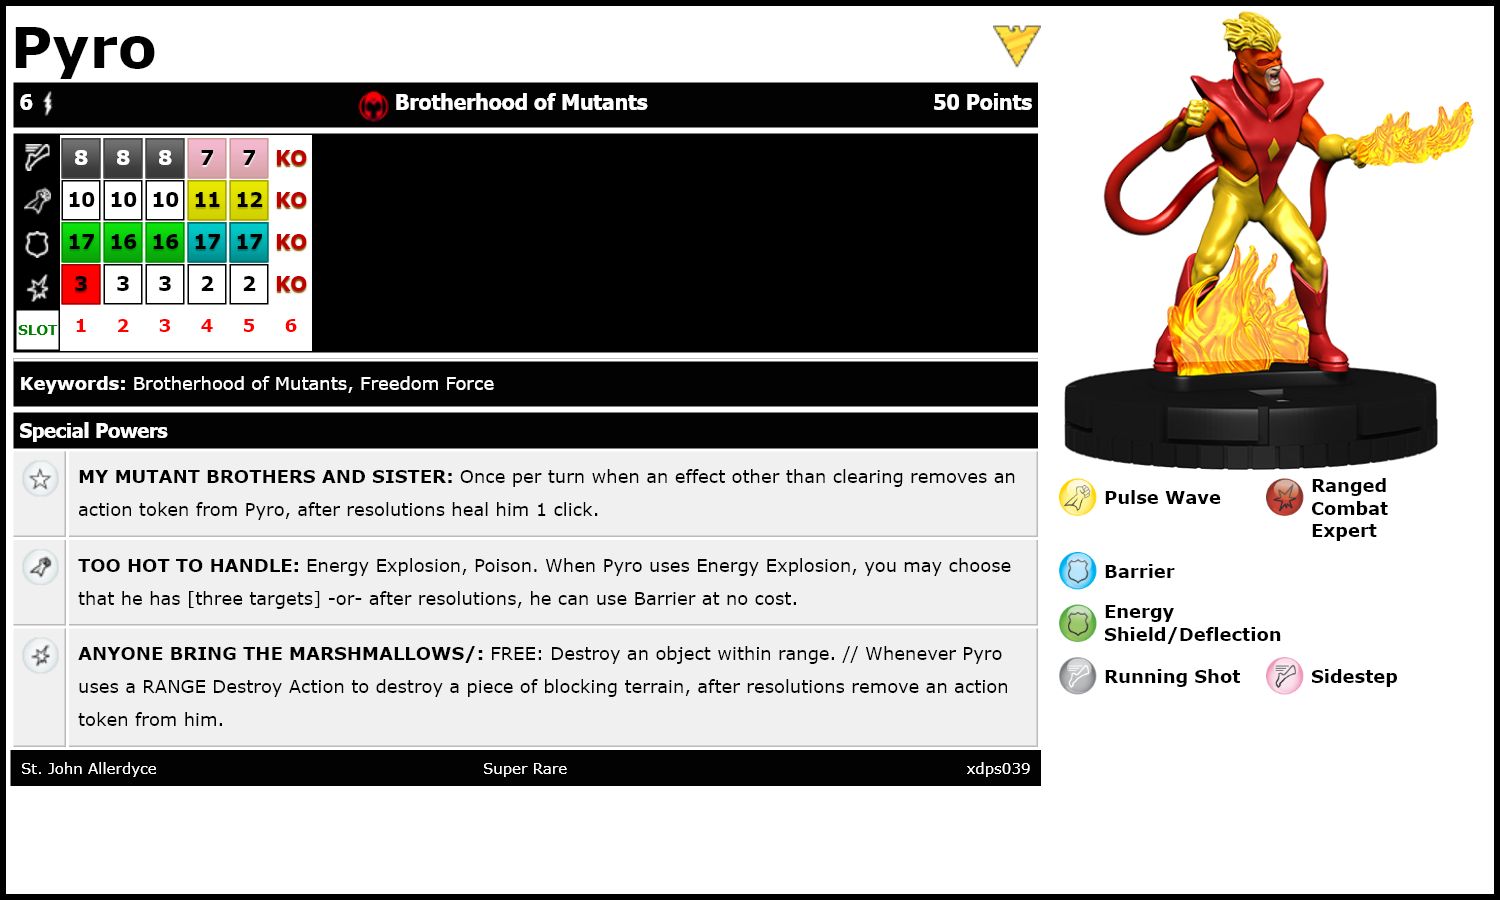 Pyro
6 Brotherhood of Mutants 50 Points
8 8 8 7 7 KO
10 10 10 11 12 KO
17 16 16 17 17 KO
3 3 3 2 2 KO
SLOT 1 2 3 4 5 6
Keywords: Brotherhood of Mutants, Freedom Force
Special Powers
MY MUTANT BROTHERS AND SISTER: Once per turn when an effect other than clearing removes an
action token from Pyro, after resolutions heal him 1 click.
TOO HOT TO HANDLE: Energy Explosion, Poison. When Pyro uses Energy Explosion, you may choose
that he has [three targets] -or- after resolutions, he can use Barrier at no cost.
ANYONE BRING THE MARSHMALLOWS/: FREE: Destroy an object within range. // Whenever Pyro
uses a RANGE Destroy Action to destroy a piece of blocking terrain, after resolutions remove an action
token from him.
St. John Allerdyce Super Rare xdps039
Pulse Wave
Ranged
Combat
Expert
Barrier
Energy
Shield/Deflection
Running Shot
Sidestep